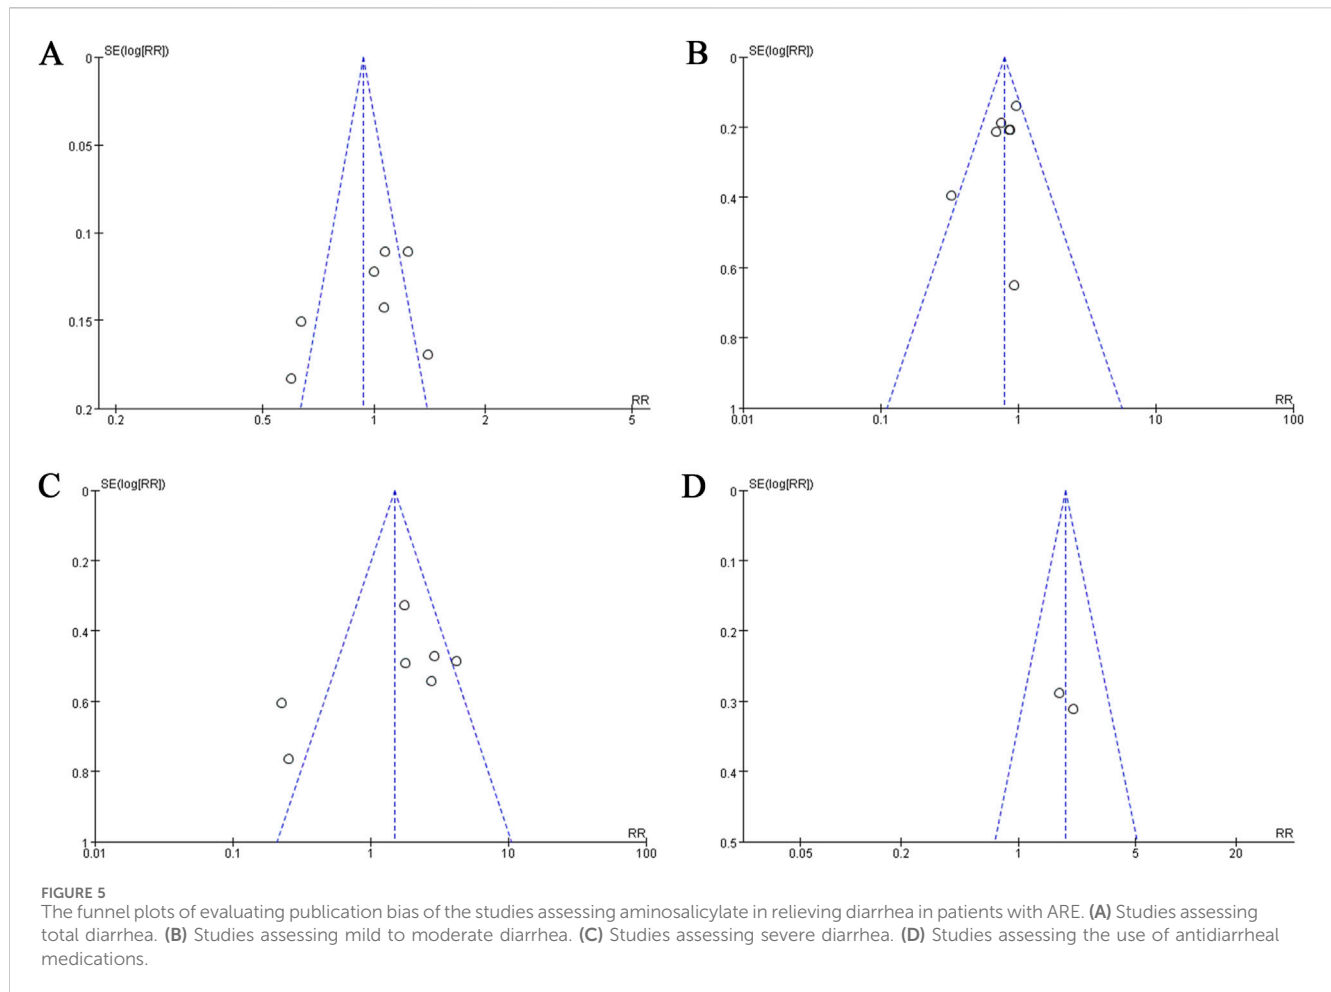 A
SE(log[RR])
0
0.05
0.1
0.15
0.2
0.2
0.5
1
2
5
RR
B
SE(log[RR])
0
0.2
0.4
0.6
0.8
1
0.01
0.1
1
10
100
RR
C
SE(log[RR])
0
0.2
0.4
0.6
0.8
1
0.01
0.1
1
10
100
RR
D
SE(log[RR])
0
0.1
0.2
0.3
0.4
0.5
0.05
0.2
1
5
20
RR
FIGURE 5
The funnel plots of evaluating publication bias of the studies assessing aminosalicylate in relieving diarrhea in patients with ARE. (A) Studies assessing
total diarrhea. (B) Studies assessing mild to moderate diarrhea. (C) Studies assessing severe diarrhea. (D) Studies assessing the use of antidiarrheal
medications.